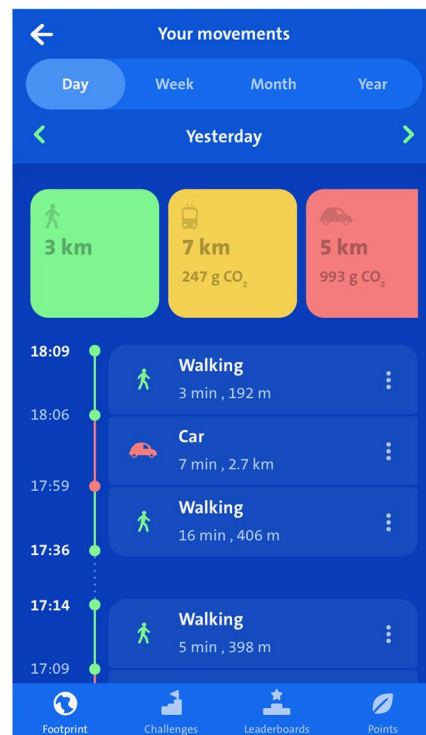 Your movements
Day Week Month Year
Yesterday
3 km 7 km 5 km
247 g CO₂ 993 g CO₂
18:09
Walking
3 min , 192 m
18:06
Car
7 min , 2.7 km
17:59
Walking
16 min , 406 m
17:36
17:14
Walking
5 min , 398 m
17:09
Footprint Challenges Leaderboards Points